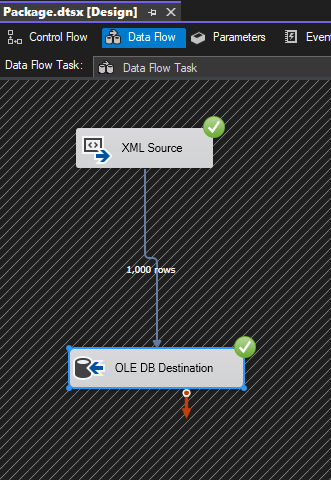 Package.dtsx [Design]
Control Flow Data Flow Parameters Even
Data Flow Task: Data Flow Task
XML Source
1,000 rows
OLE DB Destination